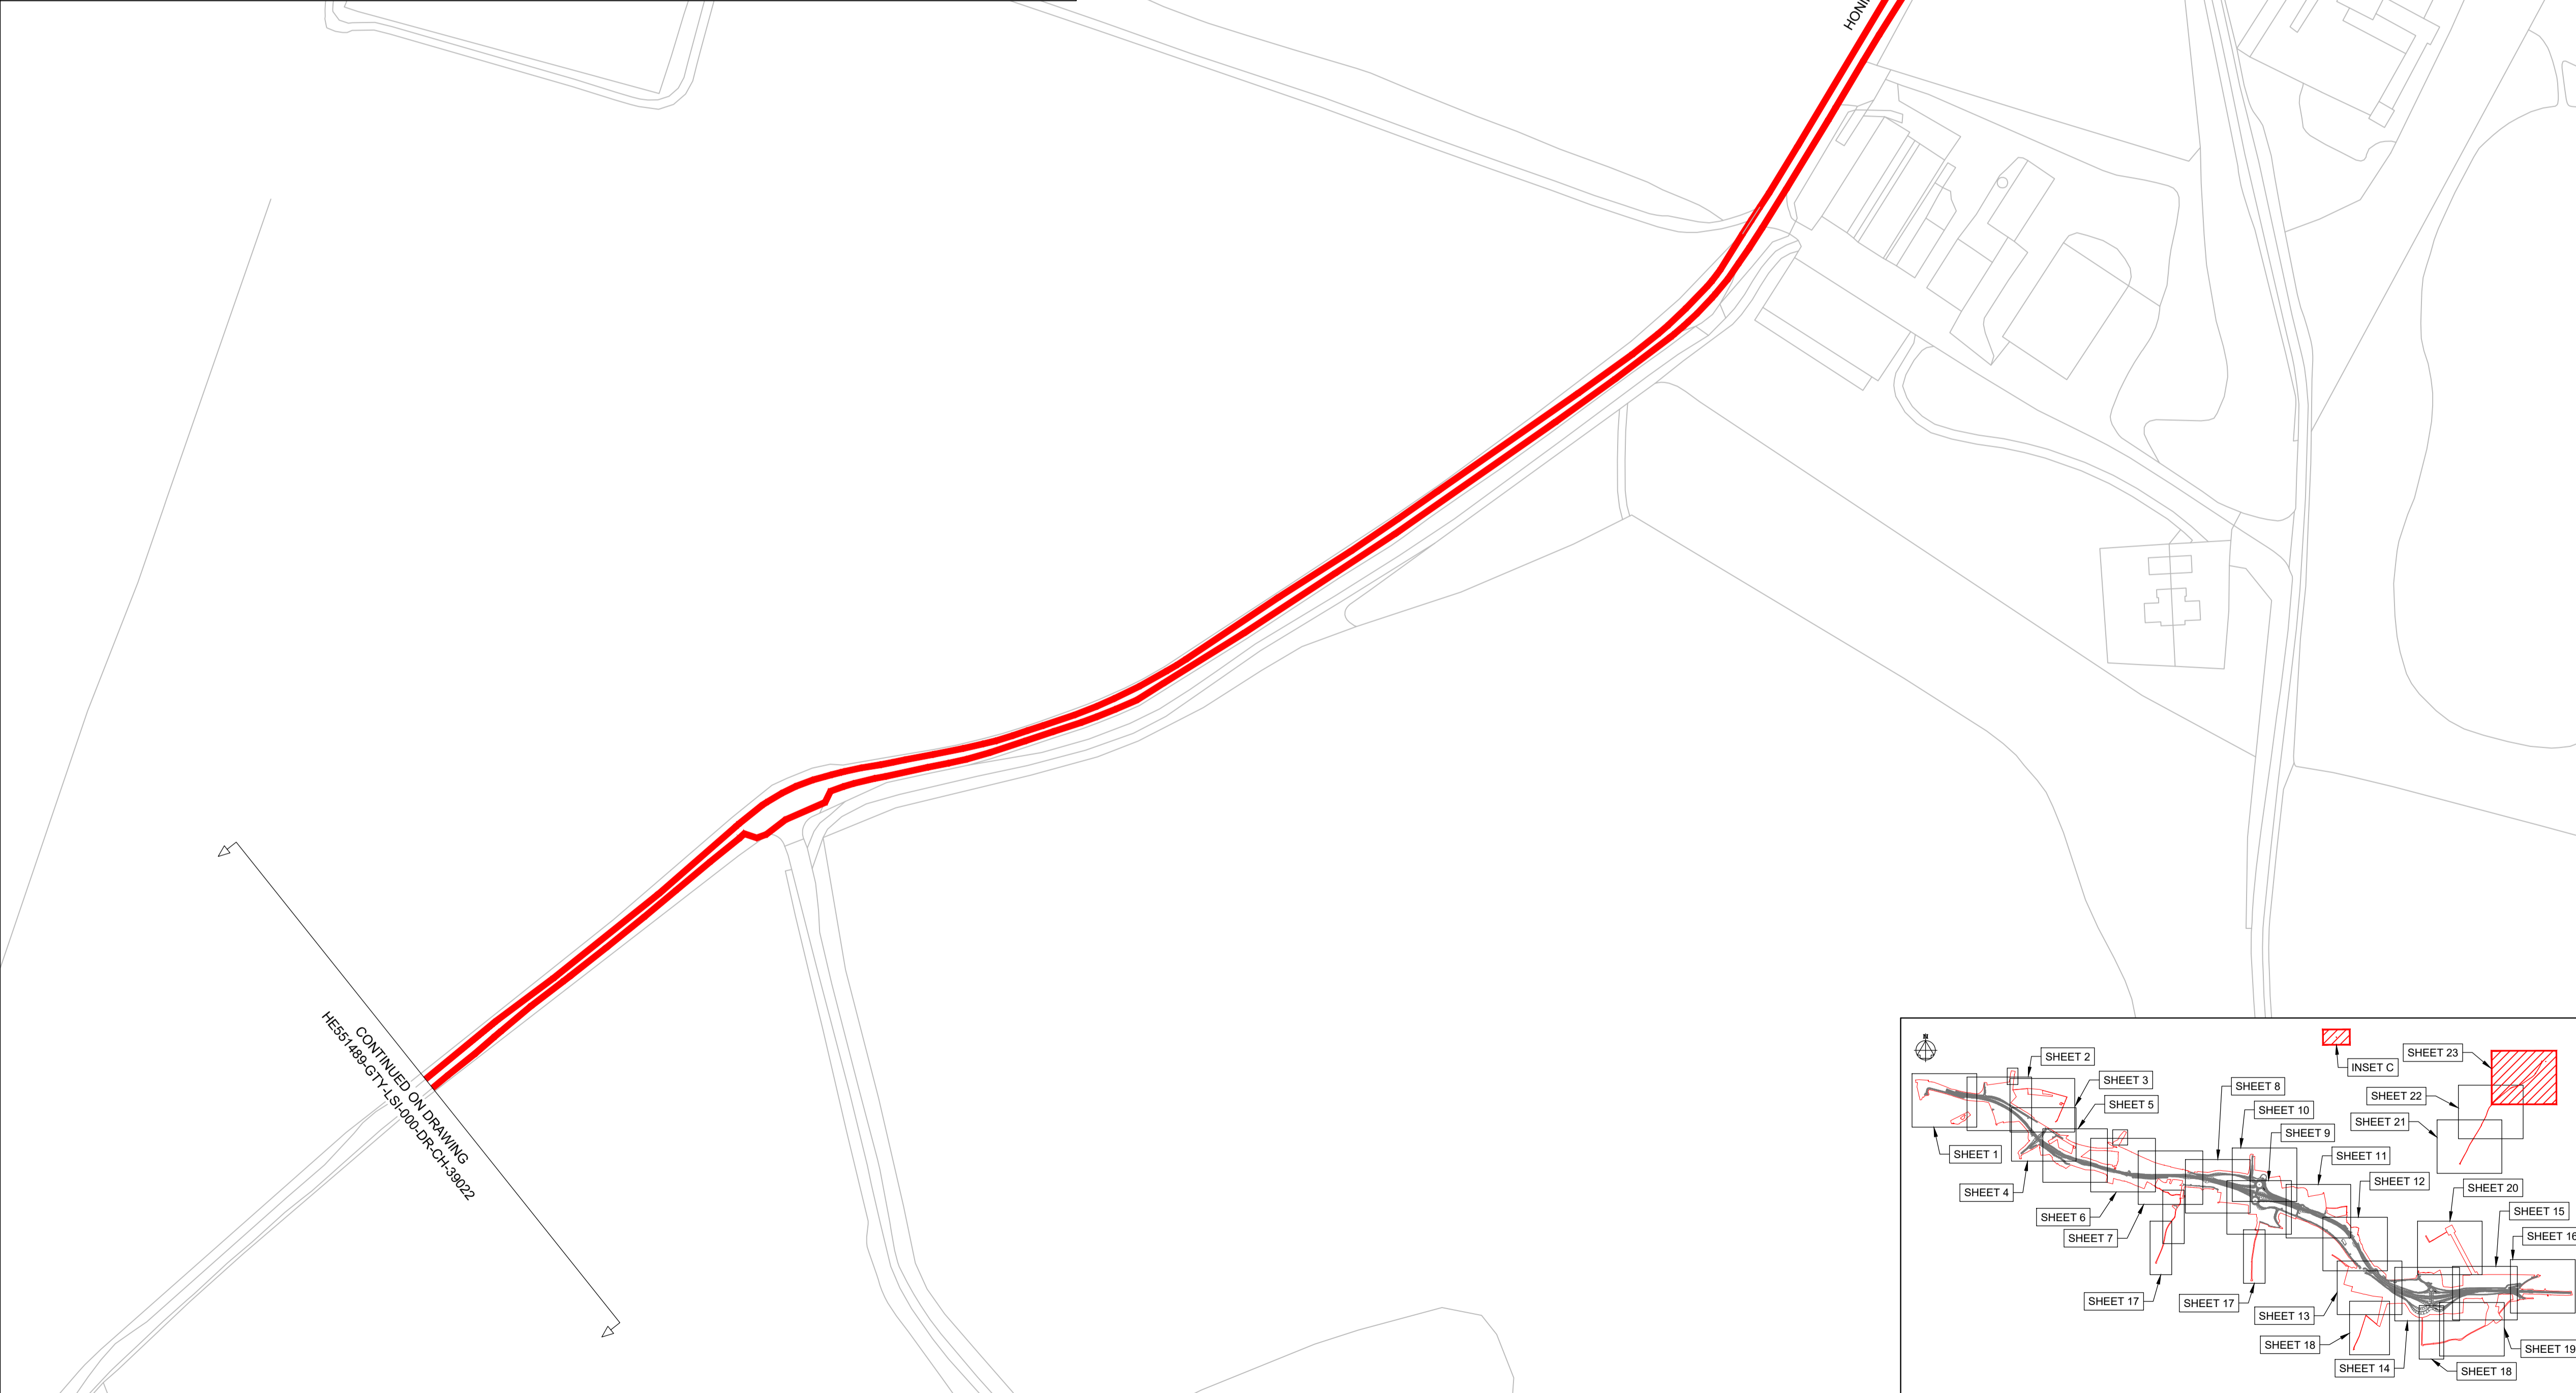 CONTINUED ON DRAWING
HE551489-GTY-LSI-000-DR-CH-39022
N
SHEET 2
INSET C
SHEET 23
SHEET 3
SHEET 8
SHEET 22
SHEET 5
SHEET 10
SHEET 21
SHEET 9
SHEET 1
SHEET 11
SHEET 12
SHEET 4
SHEET 20
SHEET 6
SHEET 15
SHEET 7
SHEET 16
SHEET 17
SHEET 17
SHEET 13
SHEET 18
SHEET 19
SHEET 14
SHEET 18